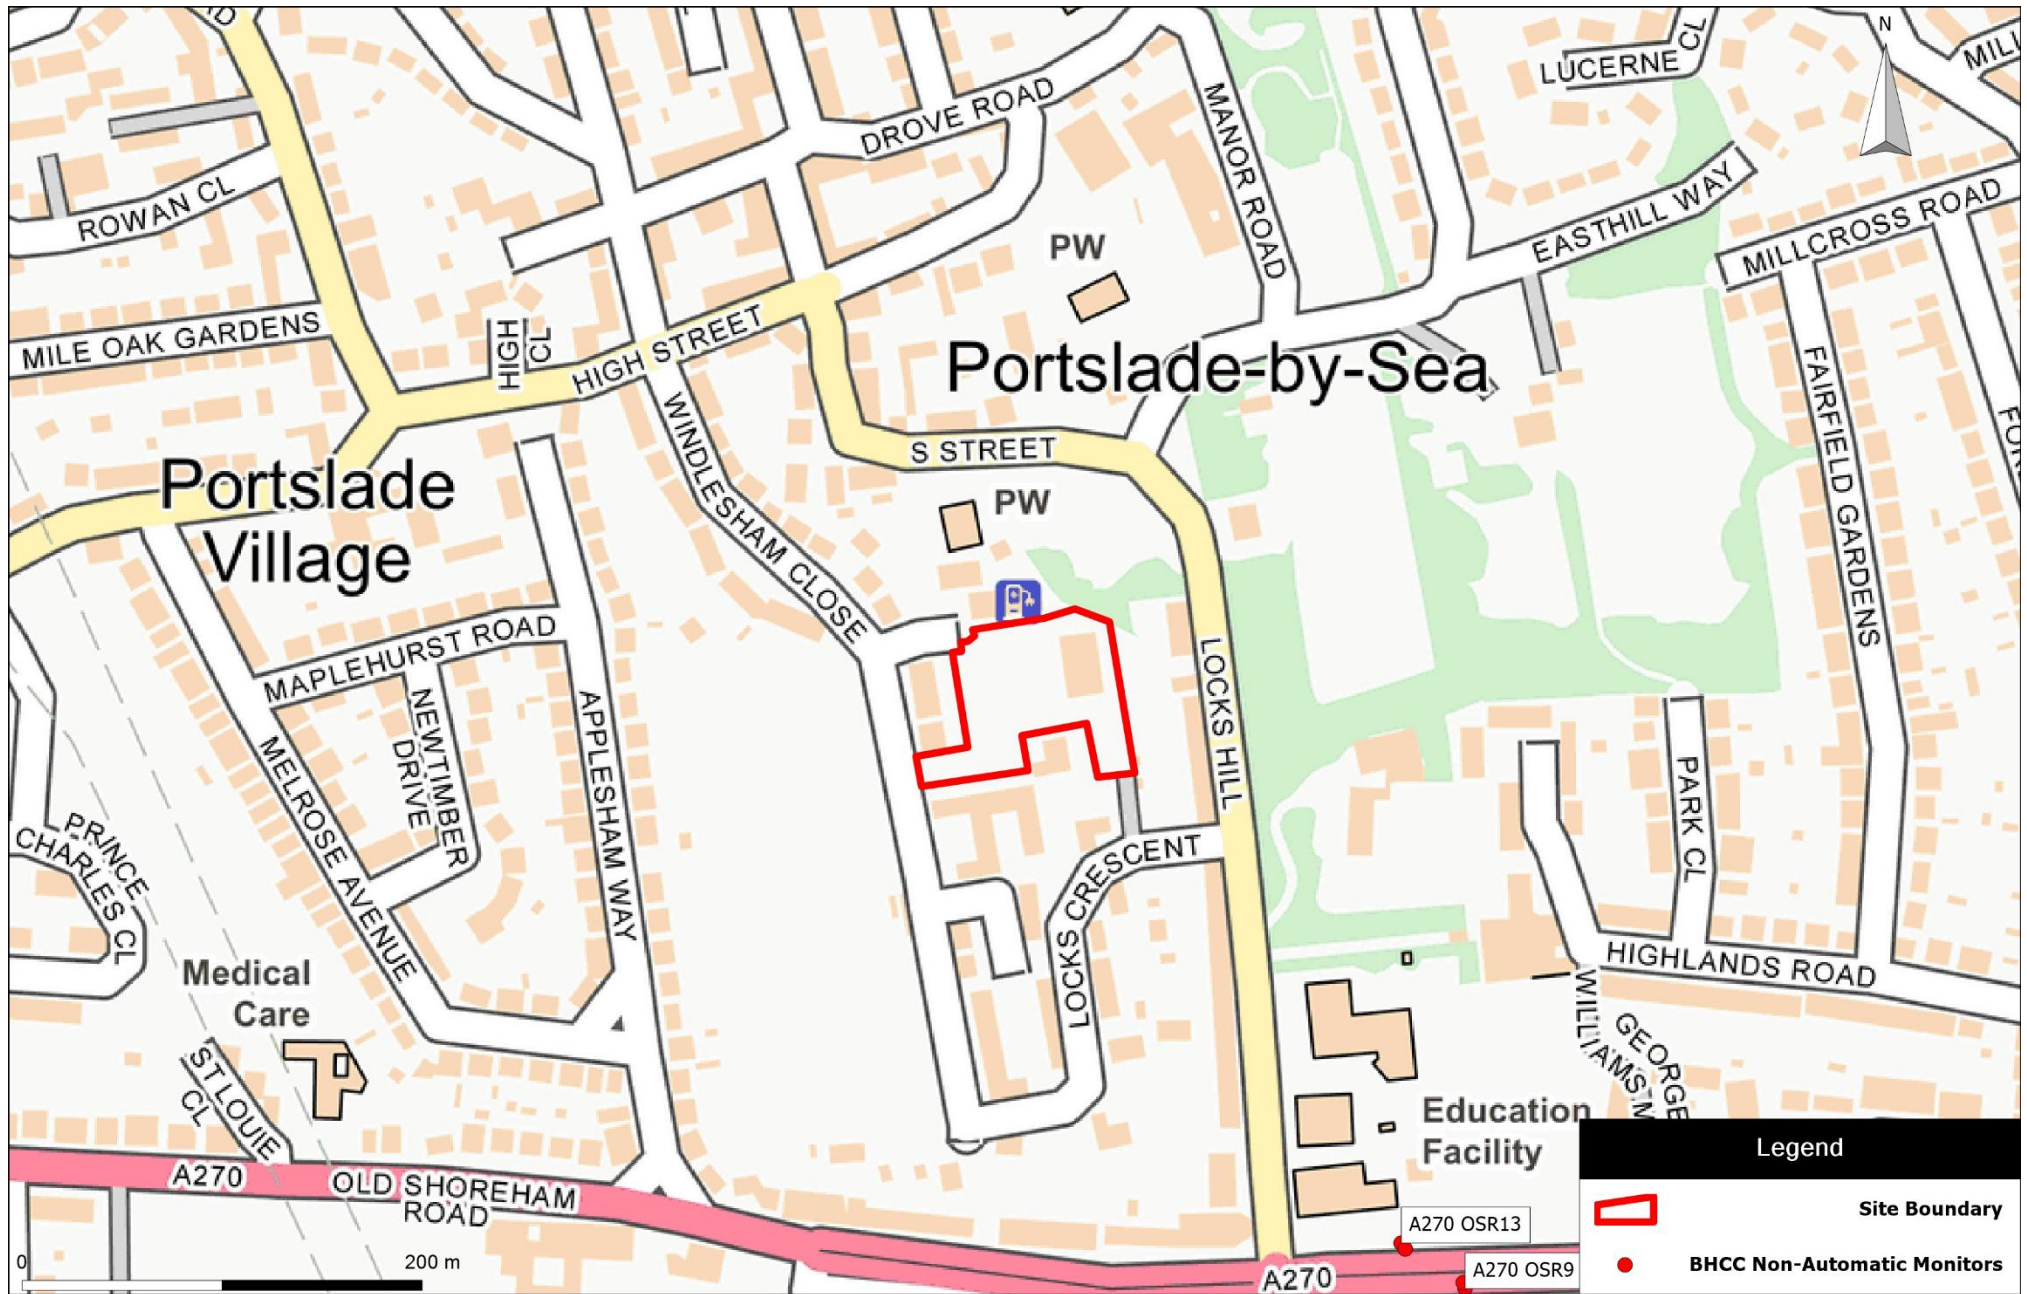 N
LUCERNE CL
DROVE ROAD
MANOR ROAD
ROWAN CL
EASTHILL WAY
MILLCROSS ROAD
PW
MILE OAK GARDENS
HIGH
CL
HIGH STREET
Portslade-by-Sea
FAIRFIELD GARDENS
WINDLESHAM CLOSE
S STREET
Portslade
Village
PW
MAPLEHURST ROAD
NEWTIMBER
DRIVE
APPLESHAM WAY
LOCKS HILL
MELROSE AVENUE
PARK CL
PRINCE
CHARLES CL
LOCKS CRESCENT
HIGHLANDS ROAD
Medical
Care
GEORGE
WILLIAMS M
ST LOUIE
CL
Education
Facility
A270
OLD SHOREHAM
ROAD
A270
A270 OSR13
A270 OSR9
0
200 m
Legend
Site Boundary
BHCC Non-Automatic Monitors